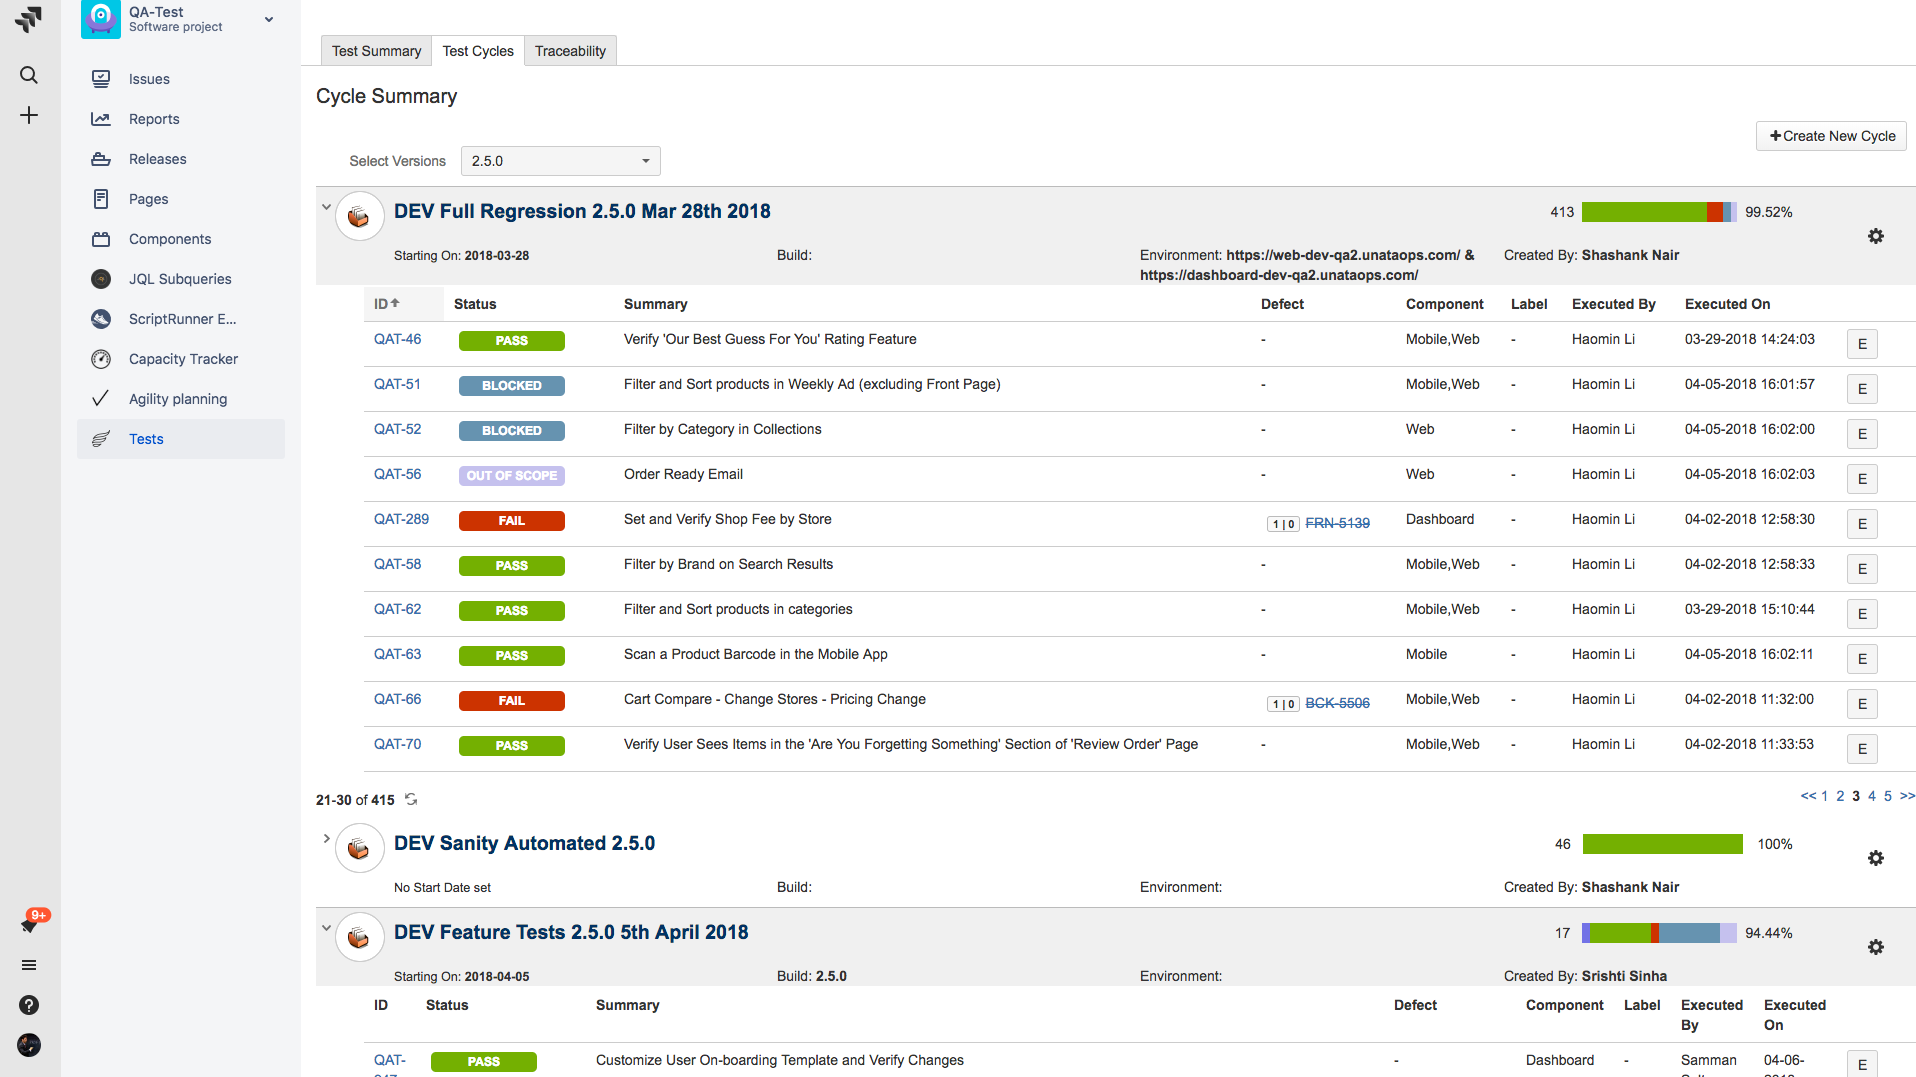 QA-Test
Software project
Issues
Reports
Releases
Pages
Components
JQL Subqueries
ScriptRunner E...
Capacity Tracker
Agility planning
Tests
9+
Test Summary Test Cycles Traceability
Cycle Summary
+Create New Cycle
Select Versions 2.5.0
DEV Full Regression 2.5.0 Mar 28th 2018 413 99.52%
Starting On: 2018-03-28 Build: Environment: https://web-dev-qa2.unataops.com/ & Created By: Shashank Nair
https://dashboard-dev-qa2.unataops.com/
ID Status Summary Defect Component Label Executed By Executed On
QAT-46 PASS Verify 'Our Best Guess For You' Rating Feature - Mobile,Web - Haomin Li 03-29-2018 14:24:03 E
QAT-51 BLOCKED Filter and Sort products in Weekly Ad (excluding Front Page) - Mobile,Web - Haomin Li 04-05-2018 16:01:57 E
QAT-52 BLOCKED Filter by Category in Collections - Web - Haomin Li 04-05-2018 16:02:00 E
QAT-56 OUT OF SCOPE Order Ready Email - Web - Haomin Li 04-05-2018 16:02:03 E
QAT-289 FAIL Set and Verify Shop Fee by Store 1 | 0 FRN-5139 Dashboard - Haomin Li 04-02-2018 12:58:30 E
QAT-58 PASS Filter by Brand on Search Results - Mobile,Web - Haomin Li 04-02-2018 12:58:33 E
QAT-62 PASS Filter and Sort products in categories - Mobile,Web - Haomin Li 03-29-2018 15:10:44 E
QAT-63 PASS Scan a Product Barcode in the Mobile App - Mobile - Haomin Li 04-05-2018 16:02:11 E
QAT-66 FAIL Cart Compare - Change Stores - Pricing Change 1 | 0 BCK-5506 Mobile,Web - Haomin Li 04-02-2018 11:32:00 E
QAT-70 PASS Verify User Sees Items in the 'Are You Forgetting Something' Section of 'Review Order' Page - Mobile,Web - Haomin Li 04-02-2018 11:33:53 E
21-30 of 415 << 1 2 3 4 5 >>
DEV Sanity Automated 2.5.0 46 100%
No Start Date set Build: Environment: Created By: Shashank Nair
DEV Feature Tests 2.5.0 5th April 2018 17 94.44%
Starting On: 2018-04-05 Build: 2.5.0 Environment: Created By: Srishti Sinha
ID Status Summary Defect Component Label Executed By Executed On
QAT- PASS Customize User On-boarding Template and Verify Changes - Dashboard - Samman 04-06- E